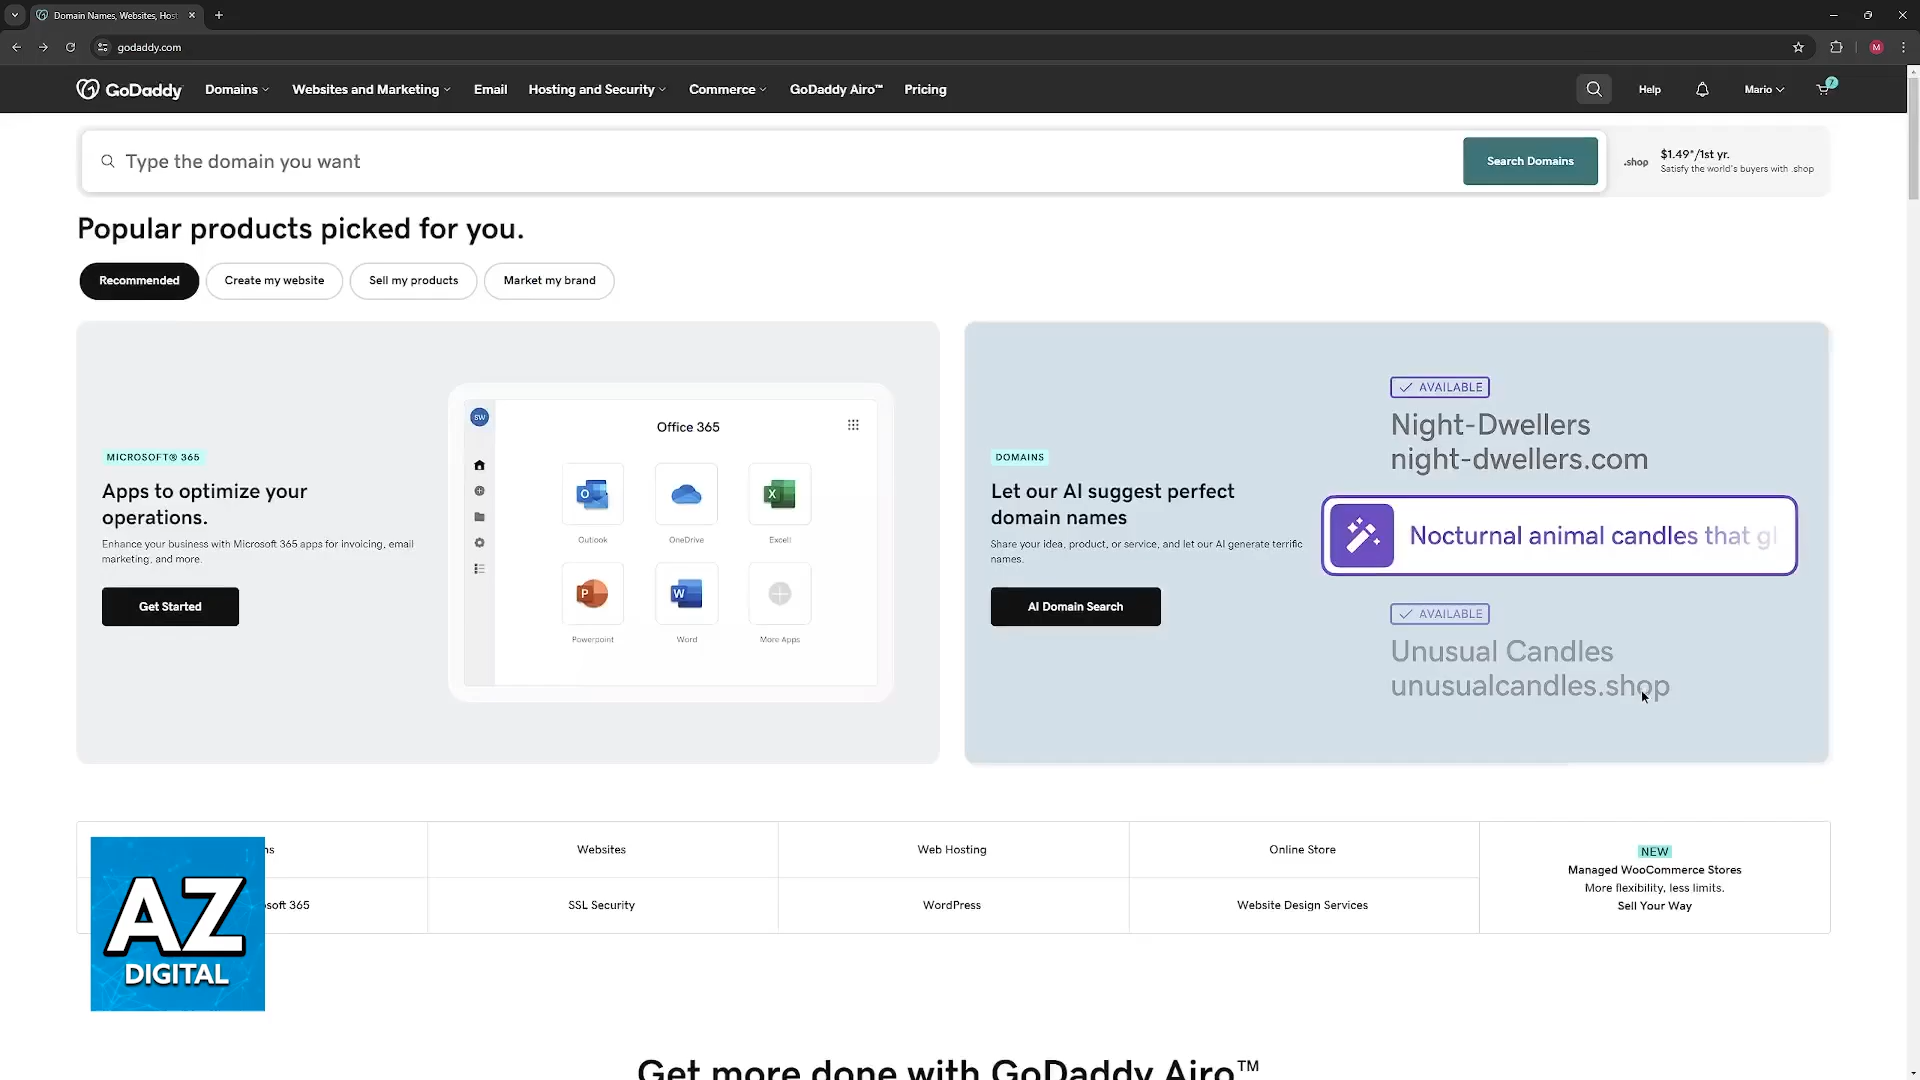 Domain Names, Websites, Hos
godaddy.com
M
GoDaddy
Domains
Websites and Marketing
Email
Hosting and Security
Commerce
GoDaddy Airo™
Pricing
Help
Mario
7
Type the domain you want
Search Domains
.shop
$1.49*/1st yr.
Satisfy the world's buyers with .shop
Popular products picked for you.
Recommended
Create my website
Sell my products
Market my brand
MICROSOFT® 365
Apps to optimize your
operations.
Enhance your business with Microsoft 365 apps for invoicing, email
marketing, and more.
Get Started
SW
Office 365
Outlook
OneDrive
Excell
Powerpoint
Word
More Apps
DOMAINS
Let our AI suggest perfect
domain names
Share your idea, product, or service, and let our AI generate terrific
names.
AI Domain Search
AVAILABLE
Night-Dwellers
night-dwellers.com
Nocturnal animal candles that gl
AVAILABLE
Unusual Candles
unusualcandles.shop
ns
Websites
Web Hosting
Online Store
NEW
Managed WooCommerce Stores
More flexibility, less limits.
Sell Your Way
soft 365
SSL Security
WordPress
Website Design Services
AZ
DIGITAL
Get more done with GoDaddy Airo™